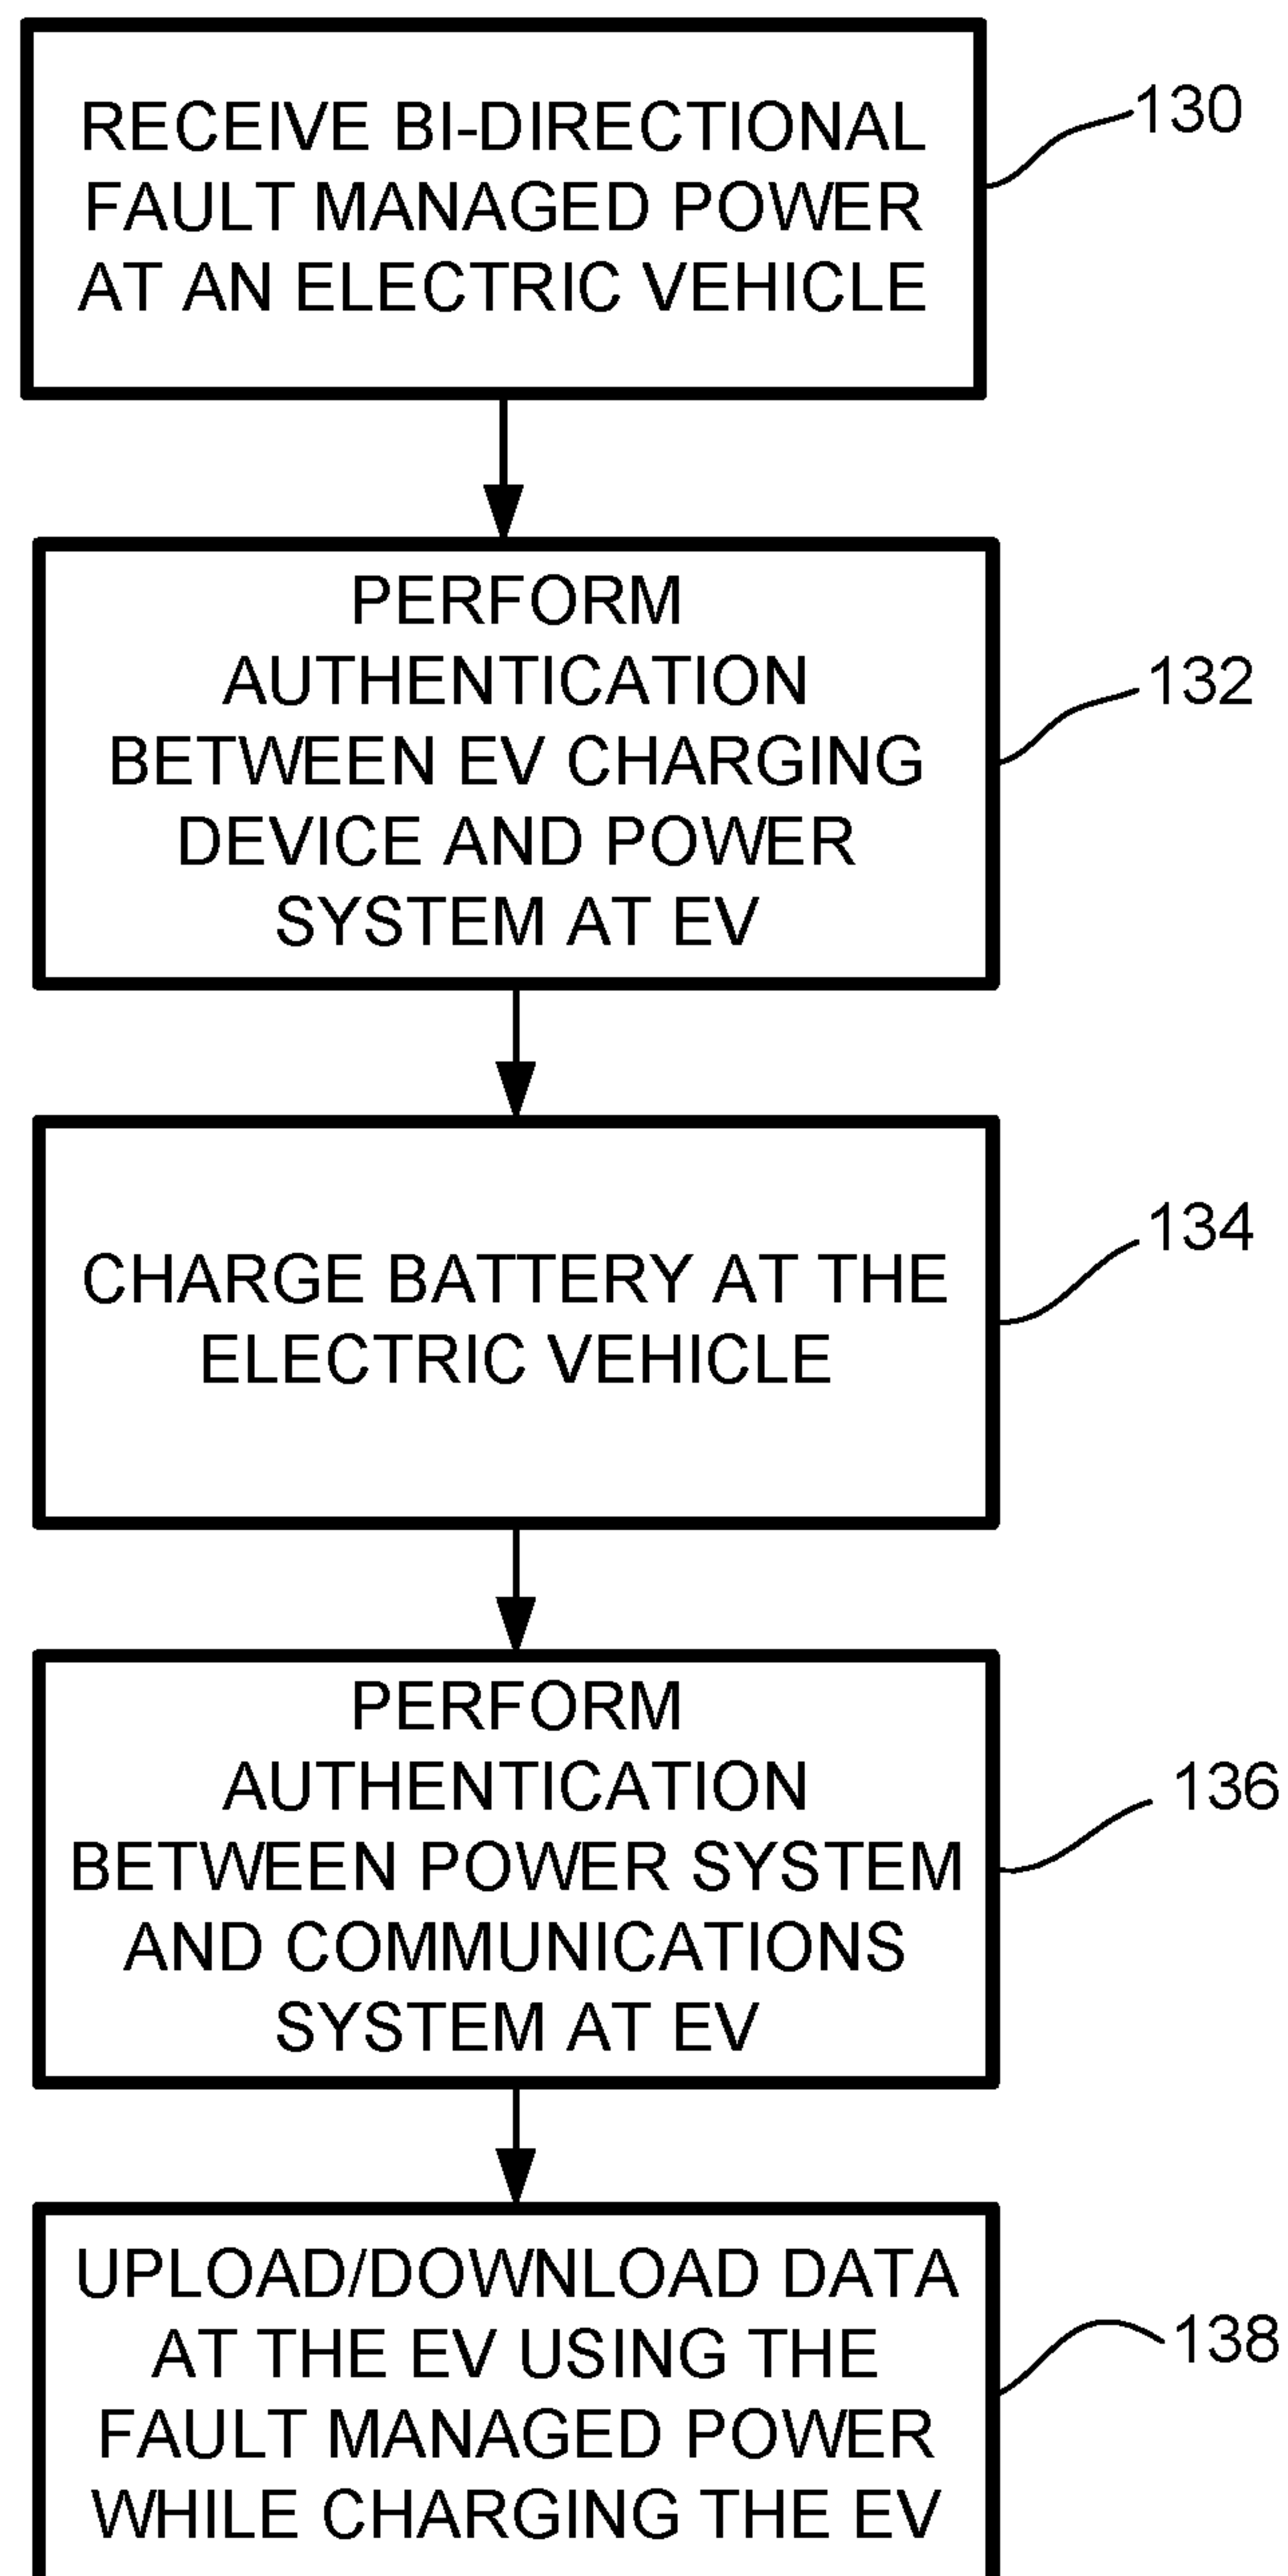 RECEIVE BI-DIRECTIONAL
FAULT MANAGED POWER
AT AN ELECTRIC VEHICLE
130
PERFORM
AUTHENTICATION
BETWEEN EV CHARGING
DEVICE AND POWER
SYSTEM AT EV
132
CHARGE BATTERY AT THE
ELECTRIC VEHICLE
134
PERFORM
AUTHENTICATION
BETWEEN POWER SYSTEM
AND COMMUNICATIONS
SYSTEM AT EV
136
UPLOAD/DOWNLOAD DATA
AT THE EV USING THE
FAULT MANAGED POWER
WHILE CHARGING THE EV
138